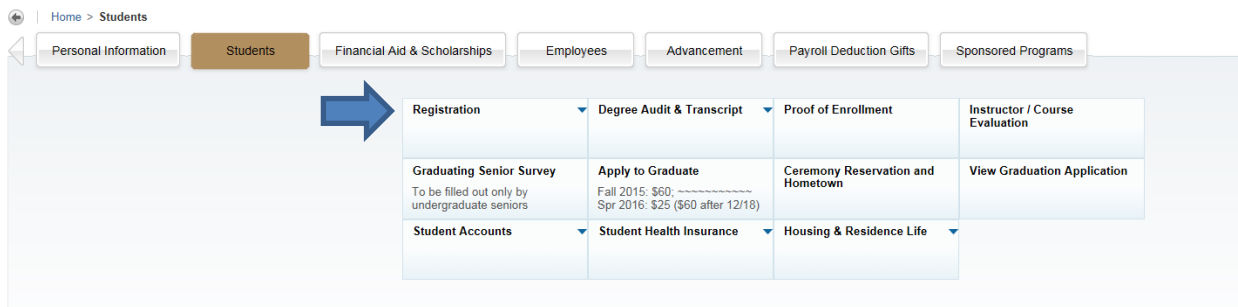 Home > Students
Personal Information
Students
Financial Aid & Scholarships
Employees
Advancement
Payroll Deduction Gifts
Sponsored Programs
Registration
Degree Audit & Transcript
Proof of Enrollment
Instructor / Course
Evaluation
Graduating Senior Survey
To be filled out only by
undergraduate seniors
Apply to Graduate
Fall 2015: $60; ~~~~~~~~~~~
Spr 2016: $25 ($60 after 12/18)
Ceremony Reservation and
Hometown
View Graduation Application
Student Accounts
Student Health Insurance
Housing & Residence Life